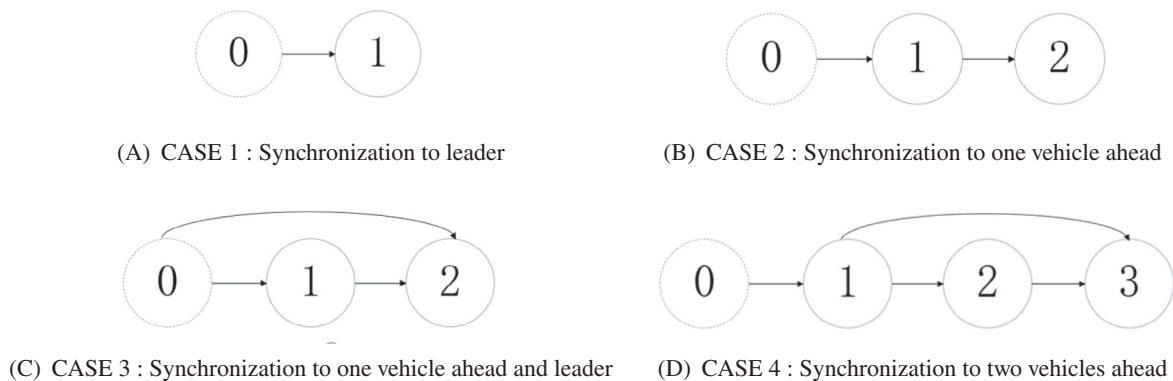 0 1
0 1 2
(A) CASE 1 : Synchronization to leader
(B) CASE 2 : Synchronization to one vehicle ahead
0 1 2
0 1 2 3
(C) CASE 3 : Synchronization to one vehicle ahead and leader
(D) CASE 4 : Synchronization to two vehicles ahead